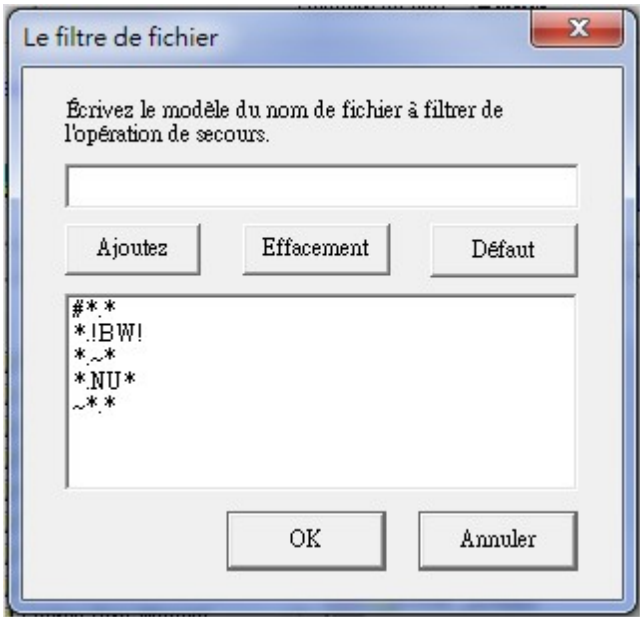 Le filtre de fichier
Écrivez le modèle du nom de fichier à filtrer de
l'opération de secours.
Ajoutez
Effacement
Défaut
#*.*
*.!BW!
*.~*
*.NU*
~*.*
OK
Annuler